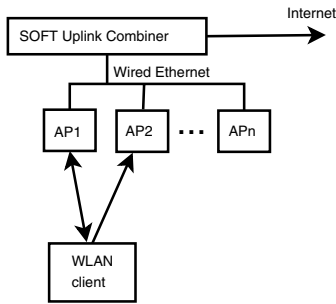 Internet
SOFT Uplink Combiner
Wired Ethernet
AP1
AP2
...
APn
WLAN
client